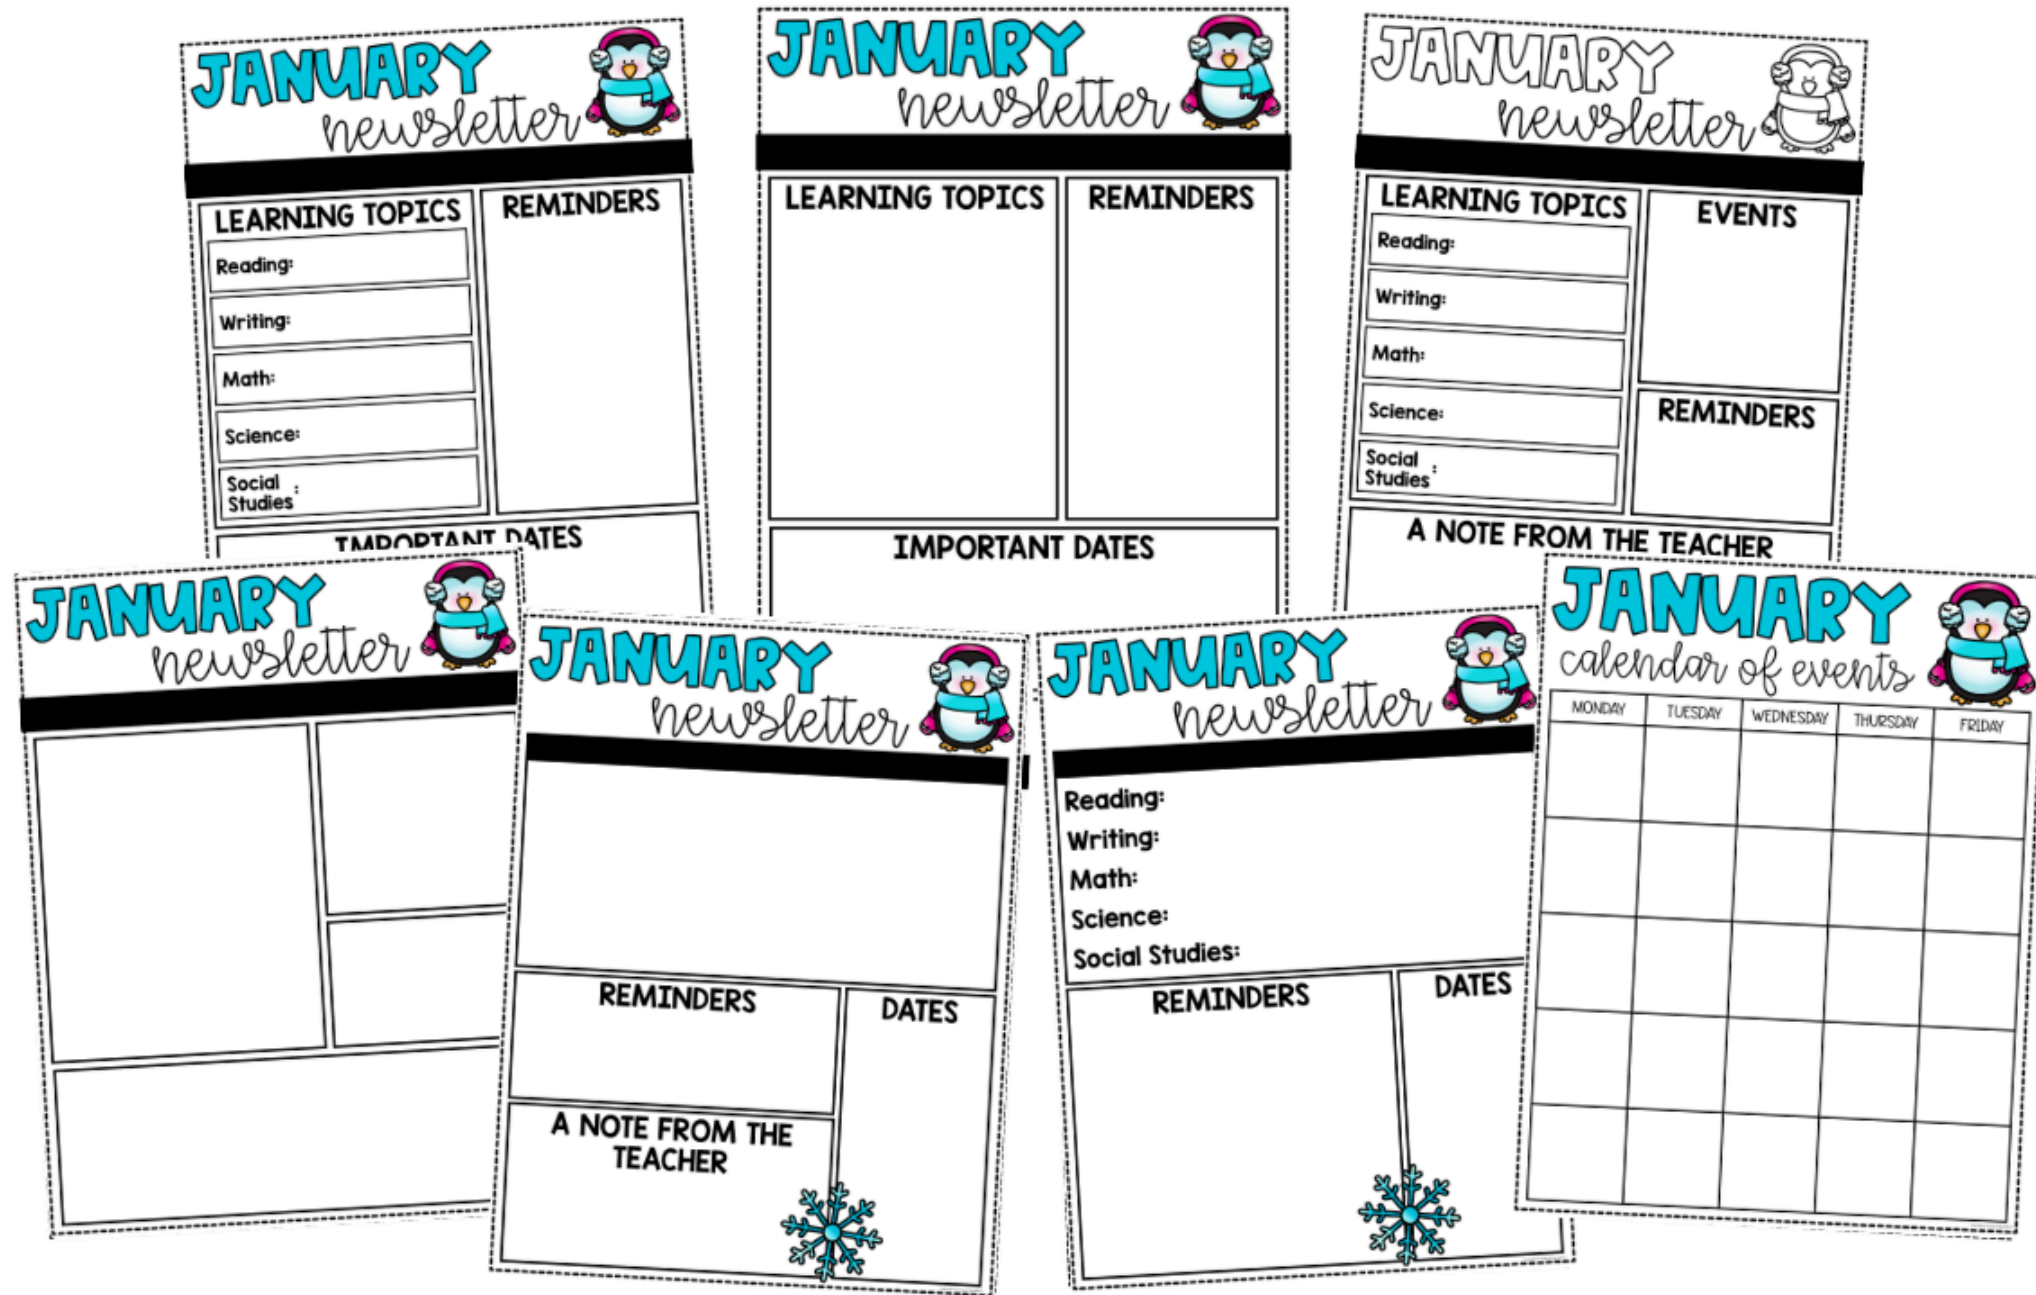 JANUARY
newsletter
LEARNING TOPICS
Reading:
Writing:
Math:
Science:
Social
Studies :
REMINDERS
IMPORTANT DATES
JANUARY
newsletter
LEARNING TOPICS
REMINDERS
IMPORTANT DATES
JANUARY
newsletter
LEARNING TOPICS
Reading:
Writing:
Math:
Science:
Social
Studies :
EVENTS
REMINDERS
A NOTE FROM THE TEACHER
JANUARY
newsletter
JANUARY
newsletter
REMINDERS
DATES
A NOTE FROM THE
TEACHER
JANUARY
newsletter
Reading:
Writing:
Math:
Science:
Social Studies:
REMINDERS
DATES
JANUARY
calendar of events
MONDAY TUESDAY WEDNESDAY THURSDAY FRIDAY